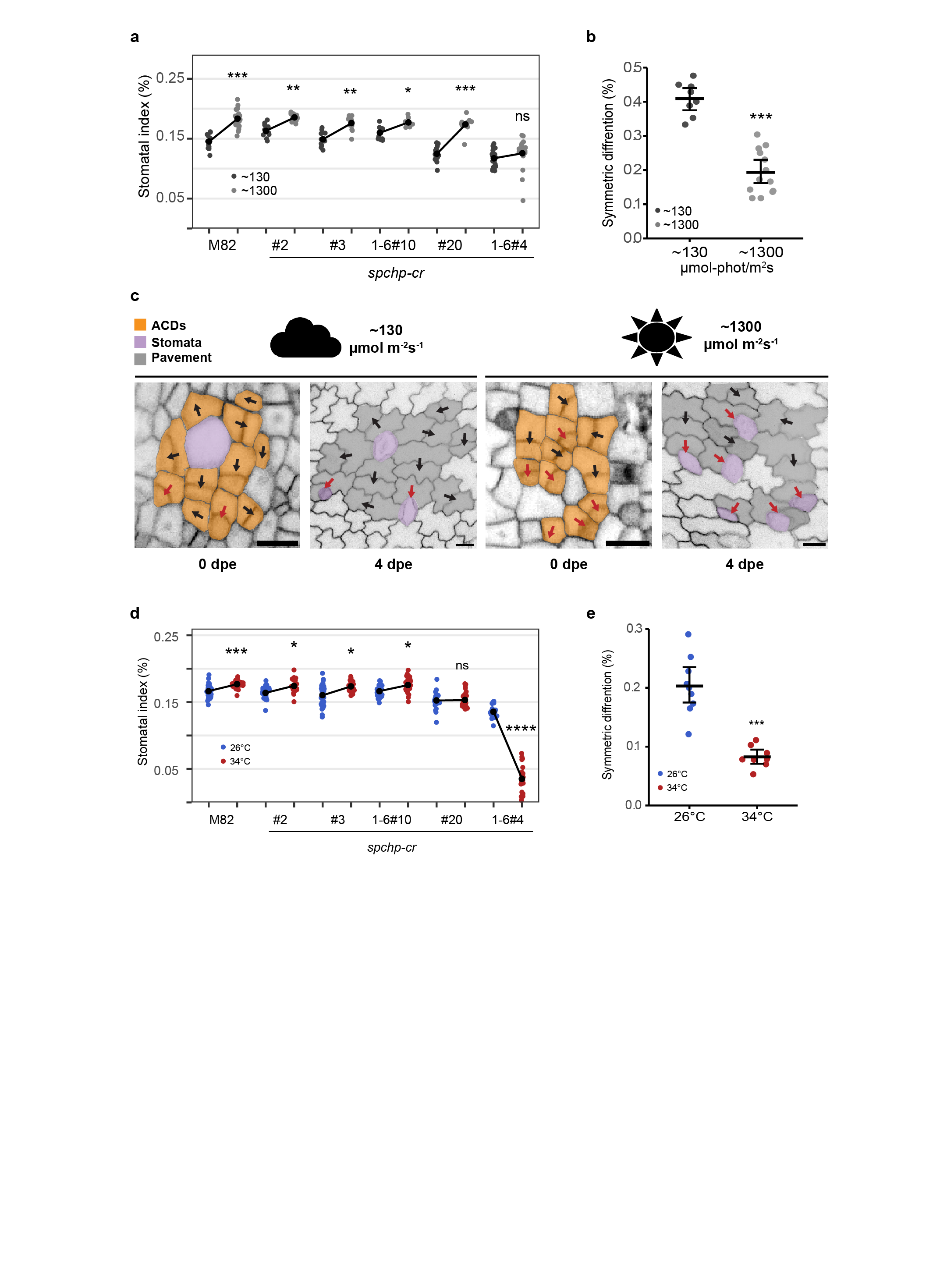 a
Stomatal index (%)
0.25
0.15
0.05
***
**
**
*
***
ns
~130
~1300
M82
#2
#3
1-6#10
#20
1-6#4
spchp-cr
b
Symmetric diffrention (%)
0.5
0.4
0.3
0.2
0.1
0.0
***
~130
~1300
~130
~1300
µmol-phot/m²s
c
ACDs
Stomata
Pavement
~130
µmol m⁻²s⁻¹
~1300
µmol m⁻²s⁻¹
0 dpe
4 dpe
0 dpe
4 dpe
d
Stomatal index (%)
0.25
0.15
0.05
***
*
*
*
ns
****
26°C
34°C
M82
#2
#3
1-6#10
#20
1-6#4
spchp-cr
e
Symmetric diffrention (%)
0.3
0.2
0.1
0.0
***
26°C
34°C
26°C
34°C